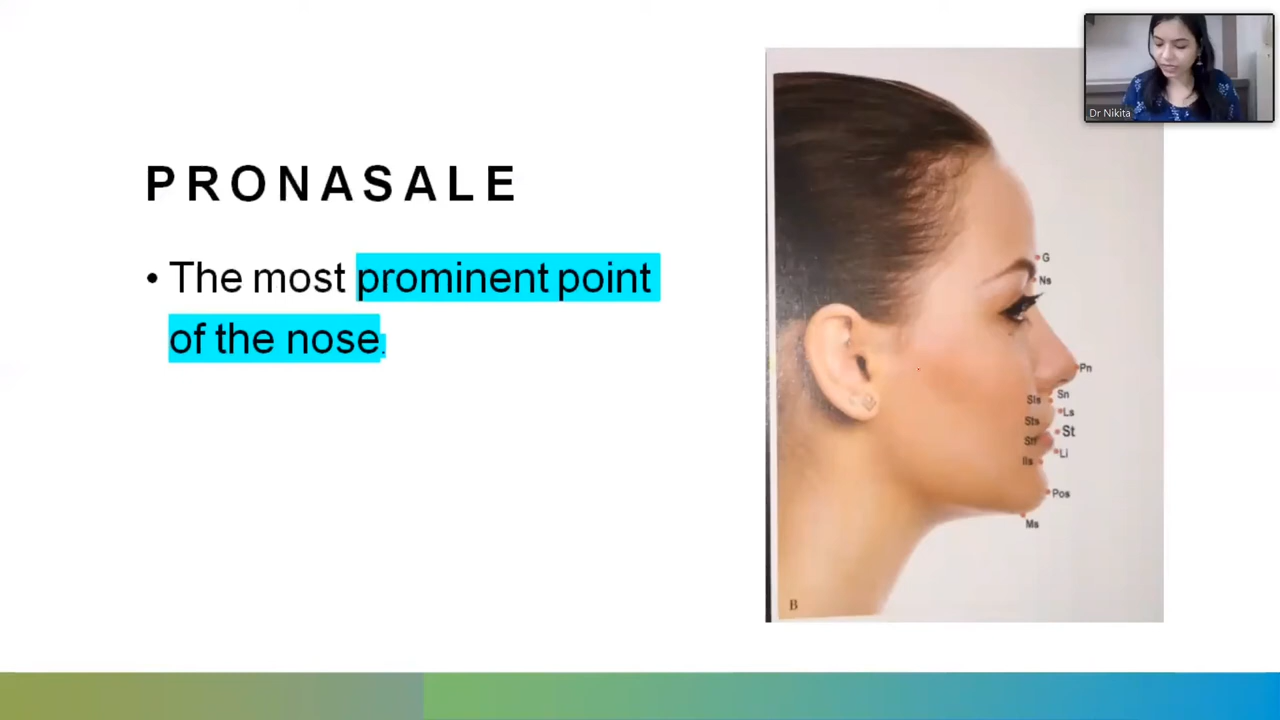 PRONASALE
• The most prominent point
of the nose.
Dr Nikita
G
Ns
Pn
Sn
Sls
Ls
Sts
St
Sti
Li
Ils
Pos
Ms
B